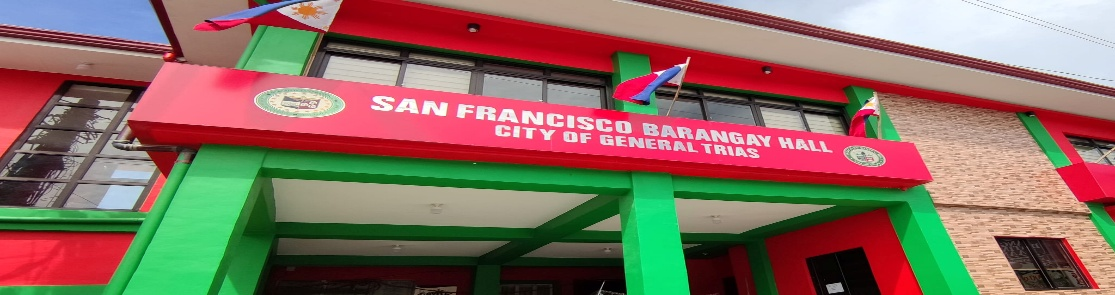 SAN FRANCISCO BARANGAY HALL
CITY OF GENERAL TRIAS